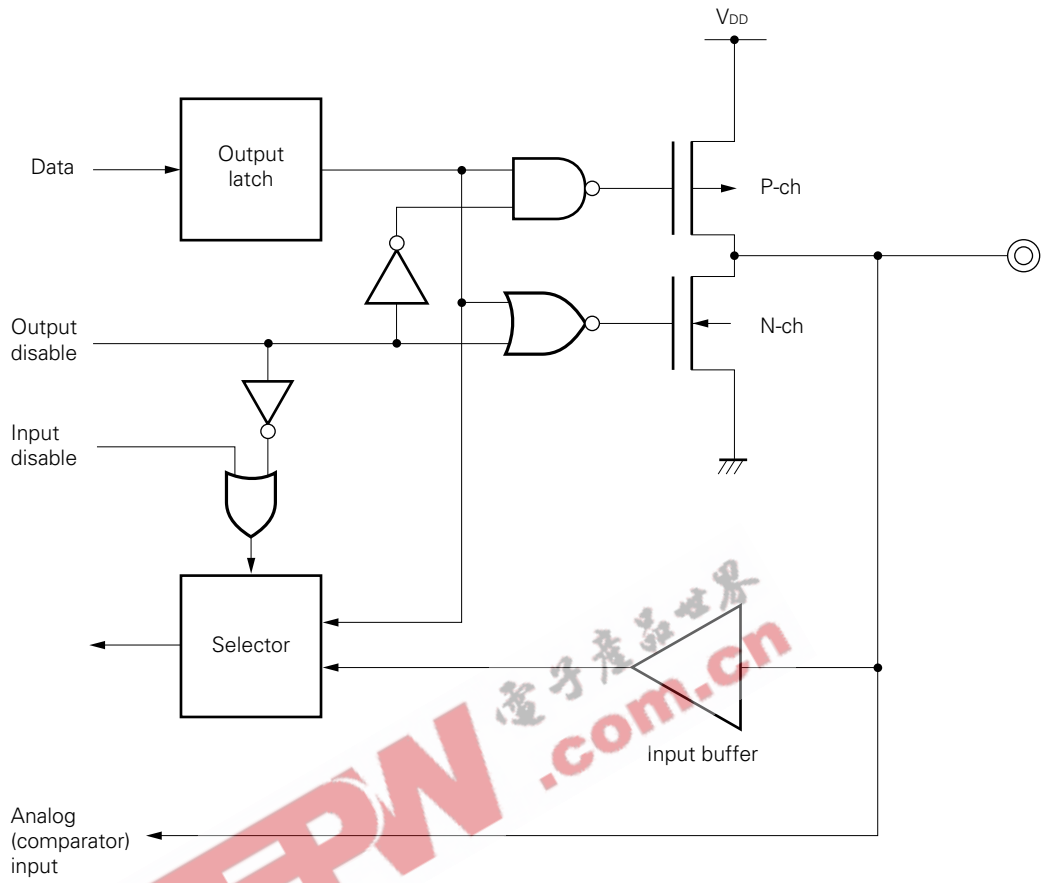 VDD
Data
Output
latch
P-ch
Output
disable
N-ch
Input
disable
Selector
Input buffer
Analog
(comparator)
input
電子產品世界
EPW
.com.cn